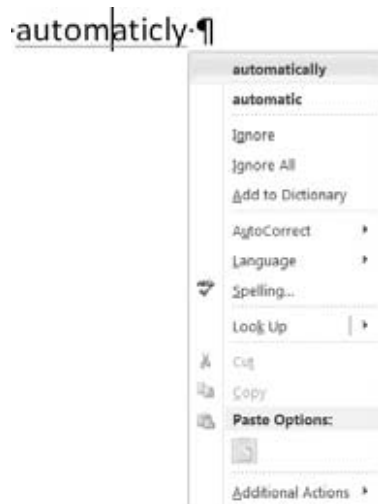 ·automaticly·¶
automatically
automatic
Ignore
Ignore All
Add to Dictionary
AutoCorrect
Language
Spelling...
Look Up
Cut
Copy
Paste Options:
Additional Actions